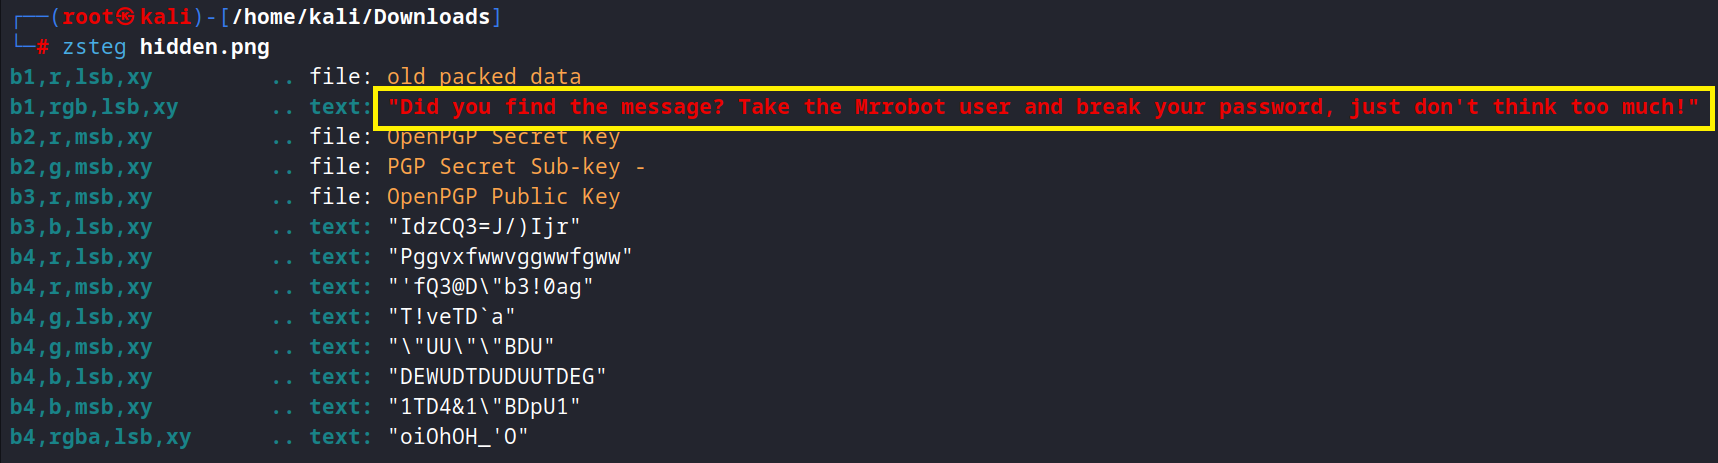 ┌──(root㉿kali)-[/home/kali/Downloads]
└─# zsteg hidden.png
b1,r,lsb,xy .. file: old packed data
b1,rgb,lsb,xy .. text: "Did you find the message? Take the Mrrobot user and break your password, just don't think too much!"
b2,r,msb,xy .. file: OpenPGP Secret Key
b2,g,msb,xy .. file: PGP Secret Sub-key -
b3,r,msb,xy .. file: OpenPGP Public Key
b3,b,lsb,xy .. text: "IdzCQ3=J/)Ijr"
b4,r,lsb,xy .. text: "Pggvxfwwvggwwfgww"
b4,r,msb,xy .. text: "'fQ3@D\"b3!0ag"
b4,g,lsb,xy .. text: "T!veTD`a"
b4,g,msb,xy .. text: "\"UU\"\"BDU"
b4,b,lsb,xy .. text: "DEWUDTDUDUUTDEG"
b4,b,msb,xy .. text: "1TD4&1\"BDpU1"
b4,rgba,lsb,xy .. text: "oiOhOH_'O"